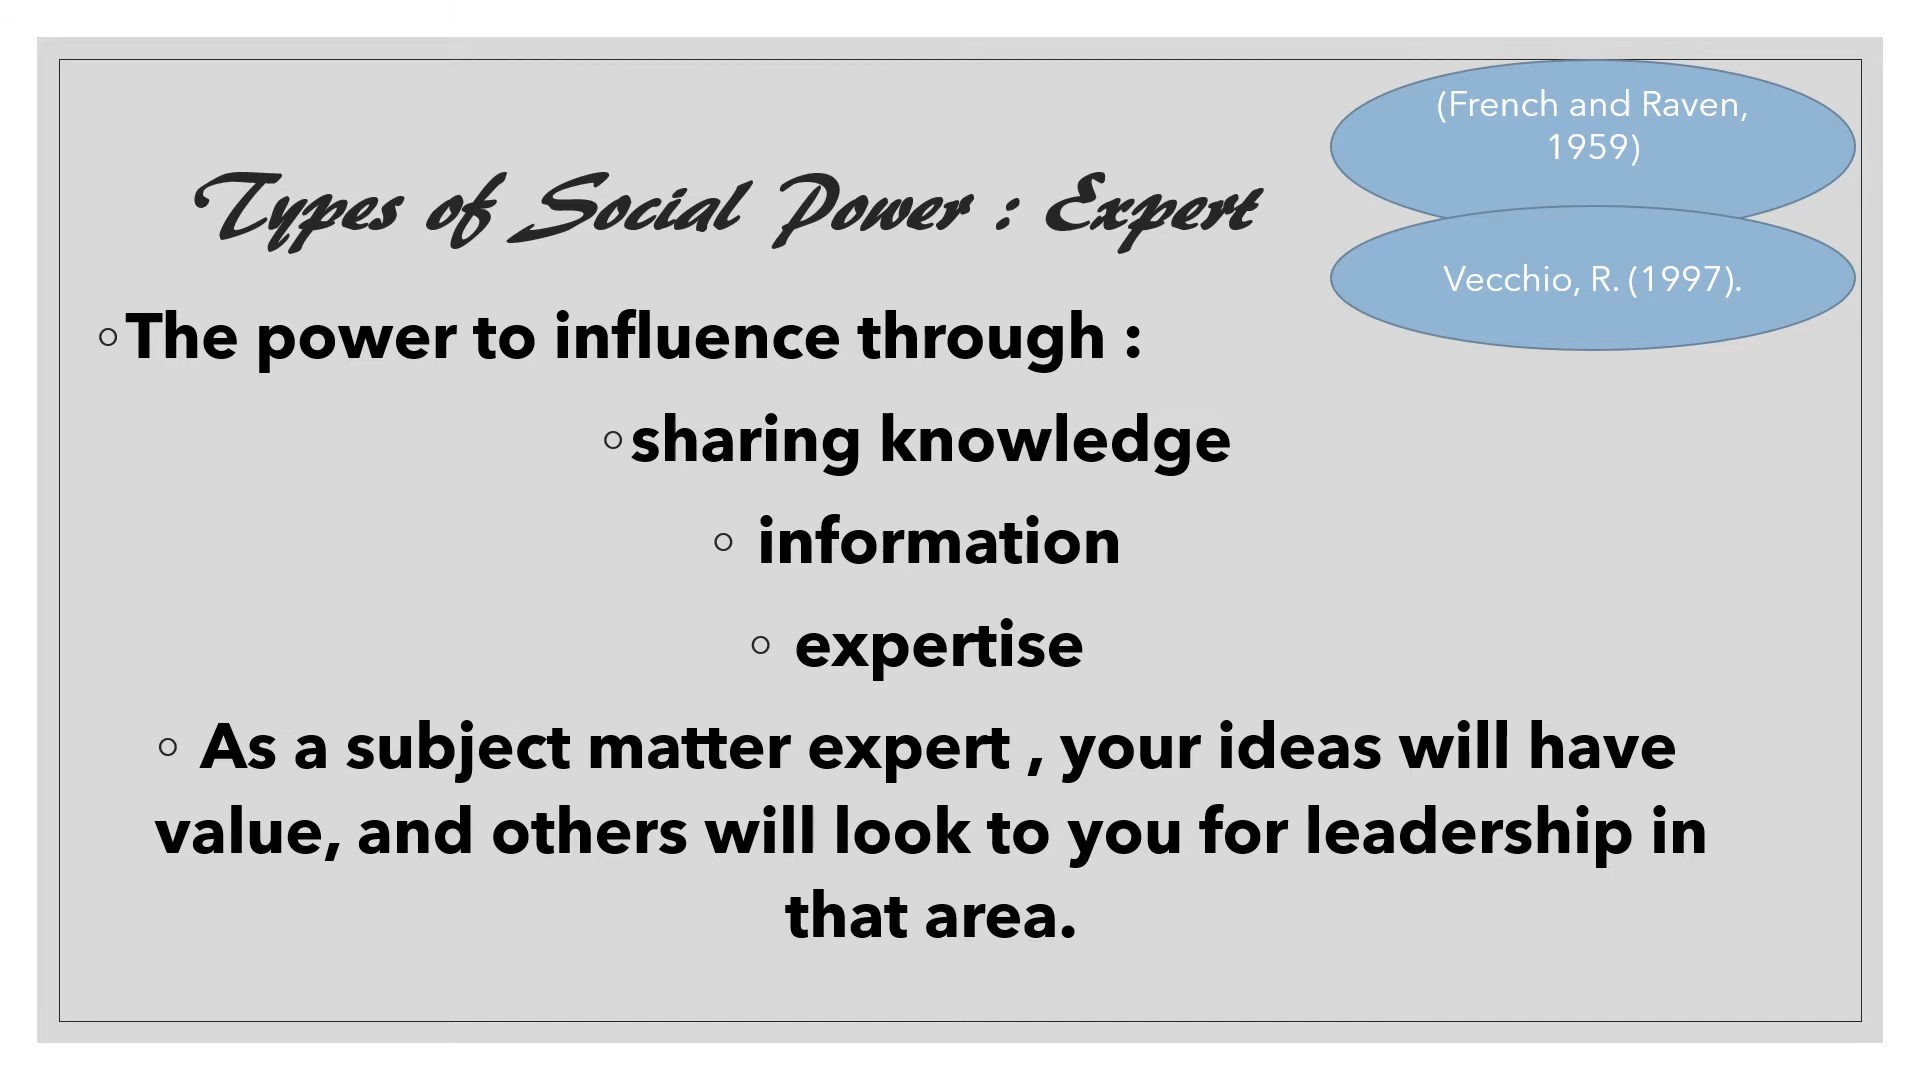 (French and Raven,
1959)
Types of Social Power : Expert
Vecchio, R. (1997).
◦The power to influence through :
◦sharing knowledge
◦ information
◦ expertise
◦ As a subject matter expert , your ideas will have
value, and others will look to you for leadership in
that area.